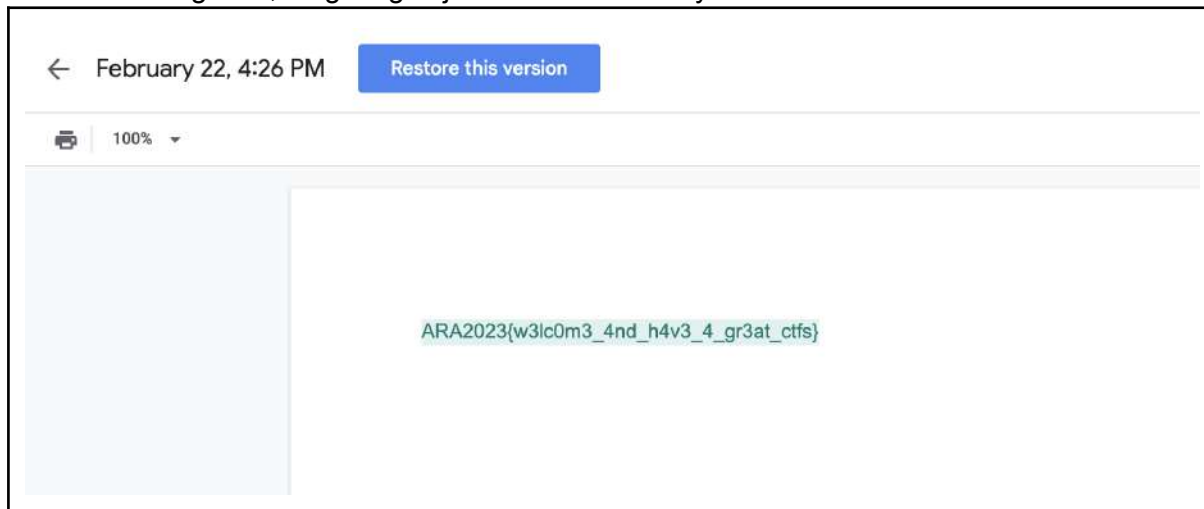 February 22, 4:26 PM Restore this version
100%
ARA2023{w3lc0m3_4nd_h4v3_4_gr3at_ctfs}